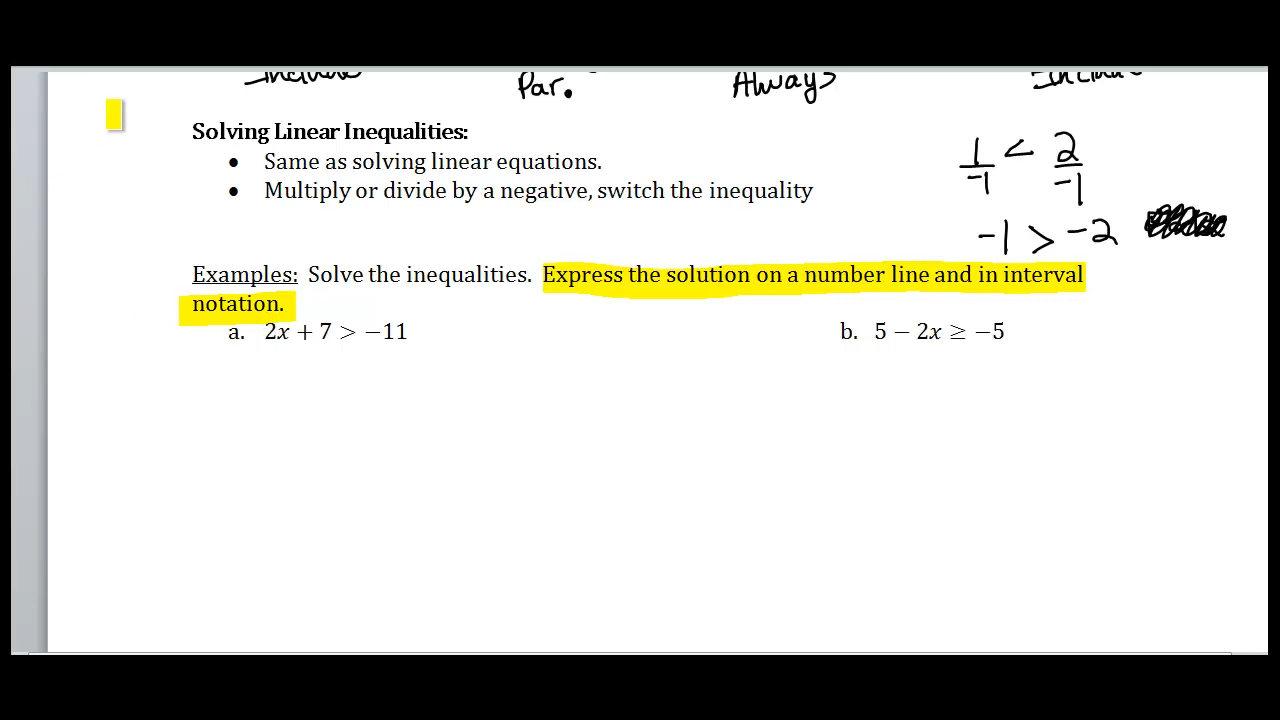 Par. Always
Solving Linear Inequalities:
• Same as solving linear equations.
• Multiply or divide by a negative, switch the inequality
1/-1 < 2/-1
-1 > -2
Examples: Solve the inequalities. Express the solution on a number line and in interval
notation.
a. 2x + 7 > −11 b. 5 − 2x ≥ −5